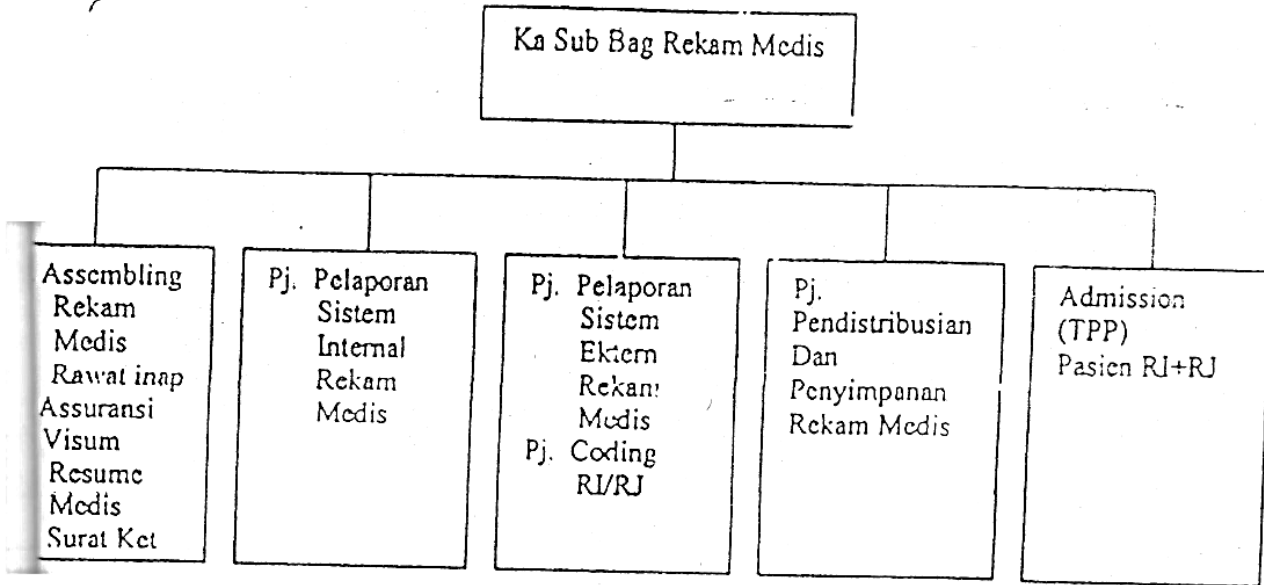 Ka Sub Bag Rekam Medis
Assembling
Rekam
Medis
Rawat inap
Assuransi
Visum
Resume
Medis
Surat Ket
Pj. Pelaporan
Sistem
Internal
Rekam
Medis
Pj. Pelaporan
Sistem
Ektern
Rekam
Medis
Pj. Coding
RI/RJ
Pj.
Pendistribusian
Dan
Penyimpanan
Rekam Medis
Admission
(TPP)
Pasien RI+RJ